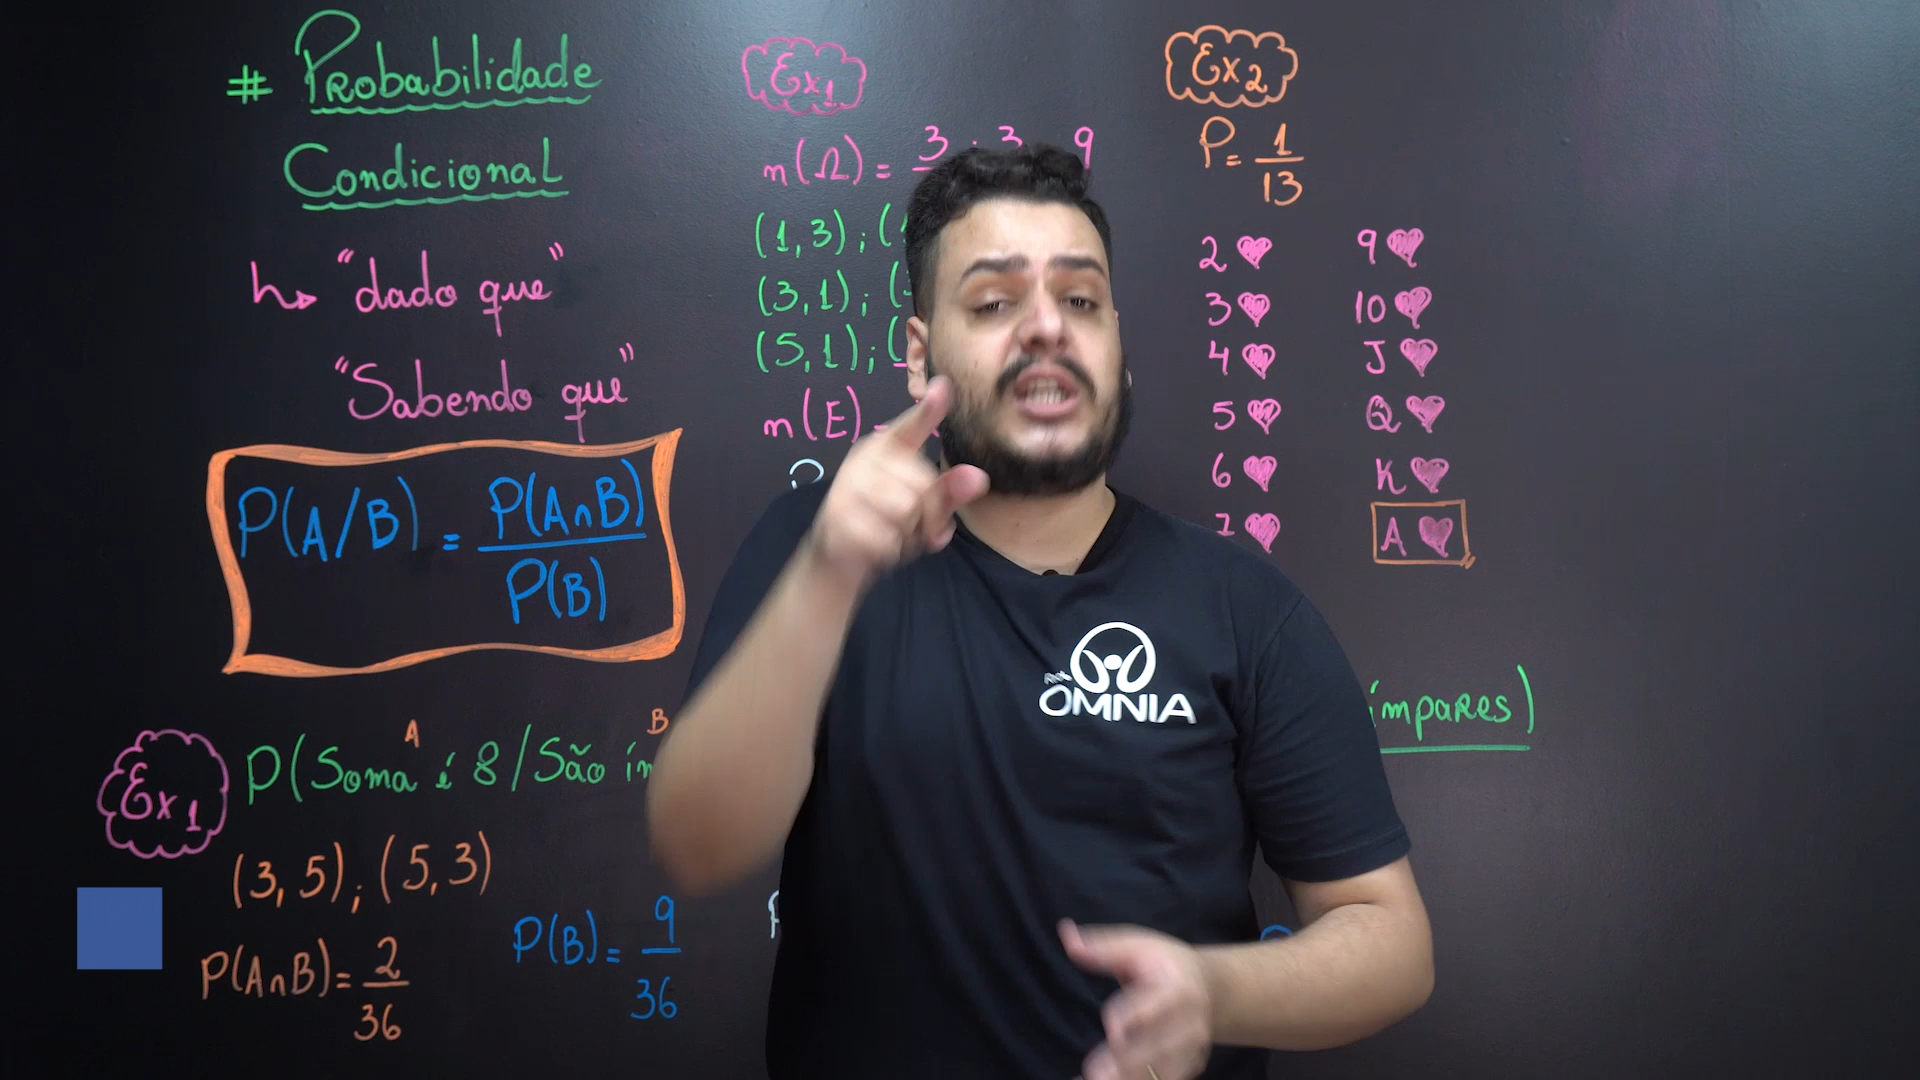 # Probabilidade
Condicional
↳ "dado que"
"Sabendo que"
P(A/B) = P(A∩B)
P(B)
Ex1
A B
P(Soma é 8/São
(3,5); (5,3)
P(A∩B) = 2/36
P(B) = 9/36
Ex1
n(Ω) = 3 . 3 9
(1,3); (
(3,1); (
(5,1); (
n(E)
Ex2
P = 1/13
2 ♥ 9 ♥
3 ♥ 10 ♥
4 ♥ J ♥
5 ♥ Q ♥
6 ♥ K ♥
7 ♥ A ♥
ímpares)
ÔMNIA